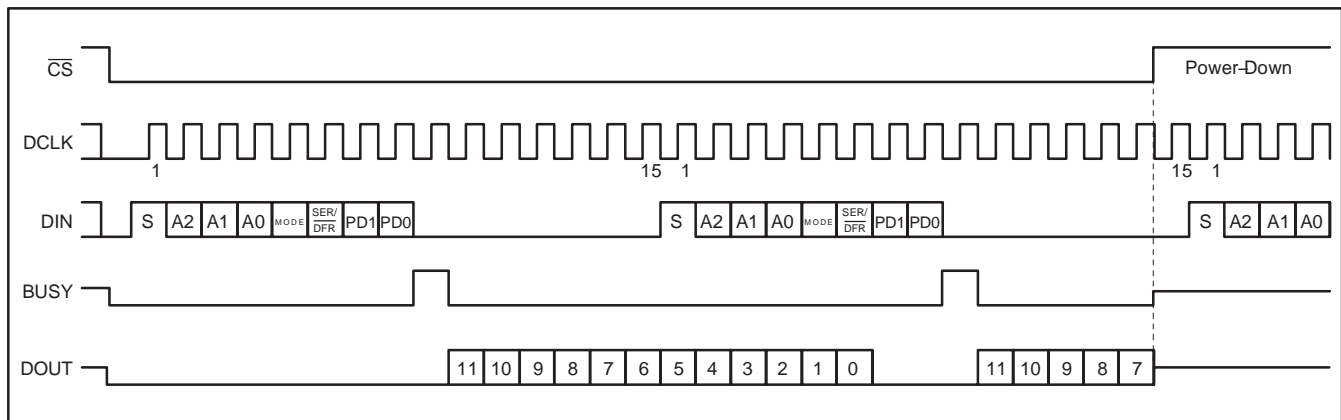 CS
Power–Down
DCLK
1 15 1 15 1
DIN
S A2 A1 A0 MODE SER/DFR PD1 PD0 S A2 A1 A0 MODE SER/DFR PD1 PD0 S A2 A1 A0
BUSY
DOUT
11 10 9 8 7 6 5 4 3 2 1 0 11 10 9 8 7